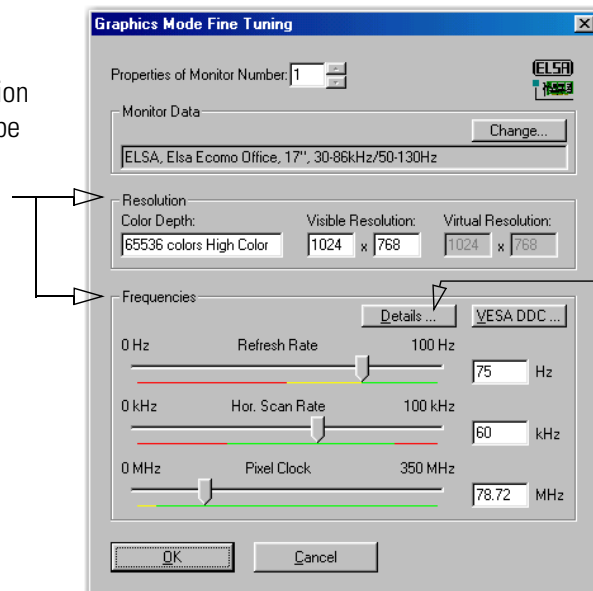 Graphics Mode Fine Tuning
Properties of Monitor Number: 1
ELSA
ion
be
Monitor Data
Change...
ELSA, Elsa Ecomo Office, 17'', 30-86kHz/50-130Hz
Resolution
Color Depth: Visible Resolution: Virtual Resolution:
65536 colors High Color 1024 x 768 1024 x 768
Frequencies
Details ... VESA DDC ...
0 Hz Refresh Rate 100 Hz
75 Hz
0 kHz Hor. Scan Rate 100 kHz
60 kHz
0 MHz Pixel Clock 350 MHz
78.72 MHz
OK Cancel